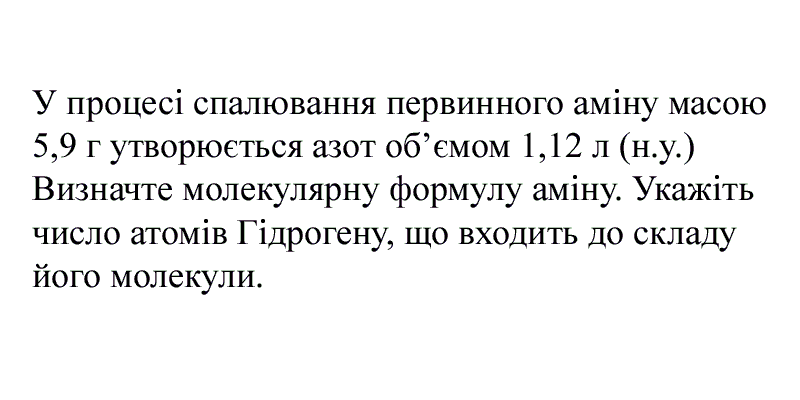 У процесі спалювання первинного аміну масою
5,9 г утворюється азот об’ємом 1,12 л (н.у.)
Визначте молекулярну формулу аміну. Укажіть
число атомів Гідрогену, що входить до складу
його молекули.